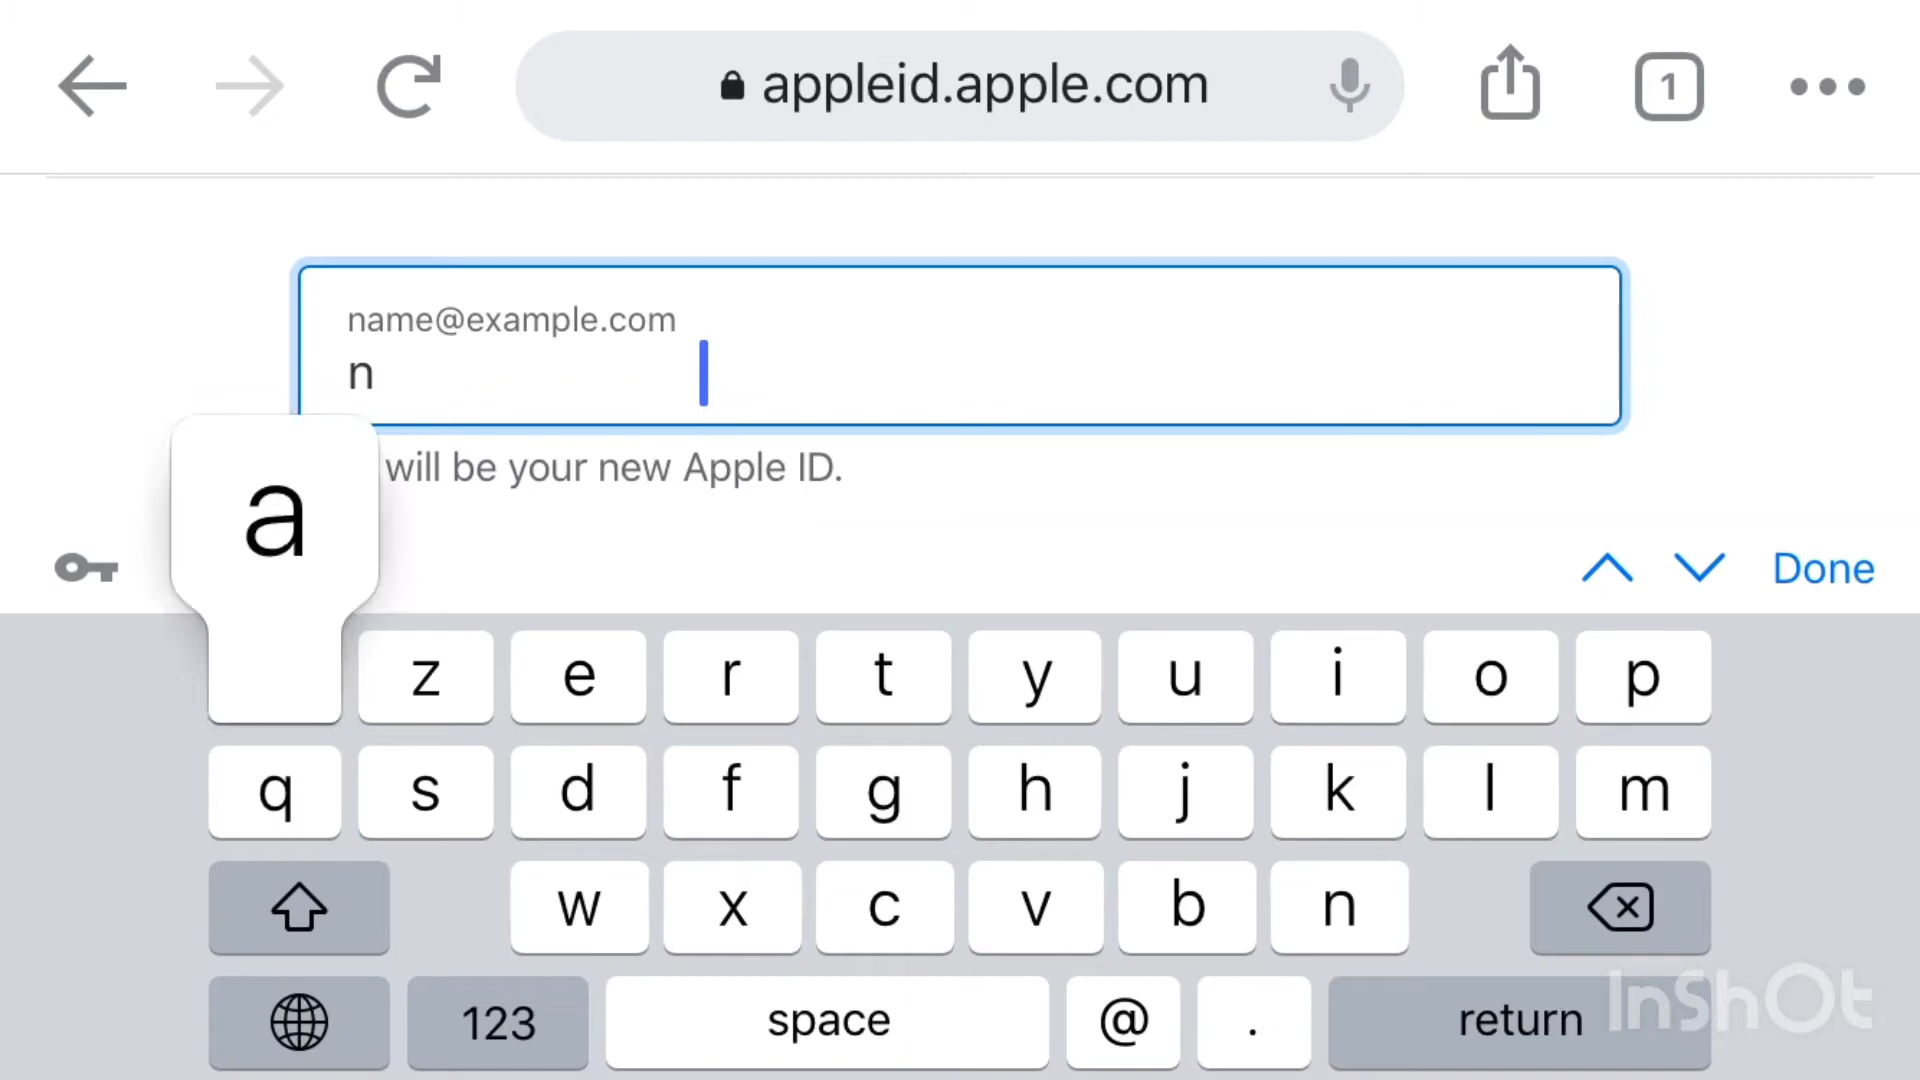 appleid.apple.com
1
name@example.com
n
will be your new Apple ID.
a
Done
z e r t y u i o p
q s d f g h j k l m
w x c v b n
123 space @ . return
InShOt